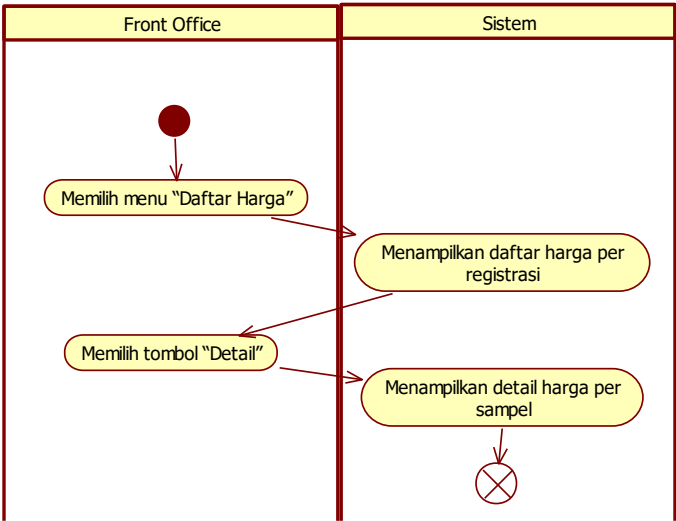 Front Office
Sistem
Memilih menu “Daftar Harga”
Menampilkan daftar harga per
registrasi
Memilih tombol “Detail”
Menampilkan detail harga per
sampel